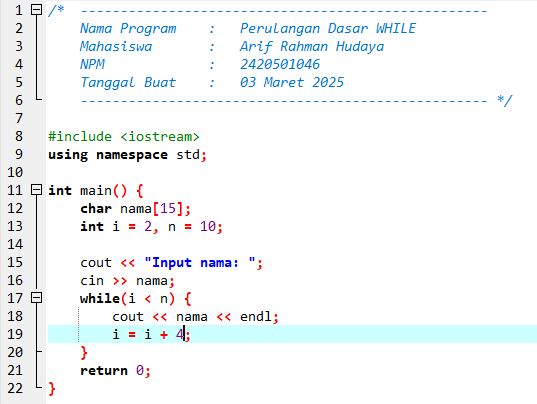 1 /*  ---------------------------------------------------
2     Nama Program    :   Perulangan Dasar WHILE
3     Mahasiswa       :   Arif Rahman Hudaya
4     NPM             :   2420501046
5     Tanggal Buat    :   03 Maret 2025
6     --------------------------------------------------- */
7
8 #include <iostream>
9 using namespace std;
10
11 int main() {
12     char nama[15];
13     int i = 2, n = 10;
14
15     cout << "Input nama: ";
16     cin >> nama;
17     while(i < n) {
18         cout << nama << endl;
19         i = i + 4;
20     }
21     return 0;
22 }